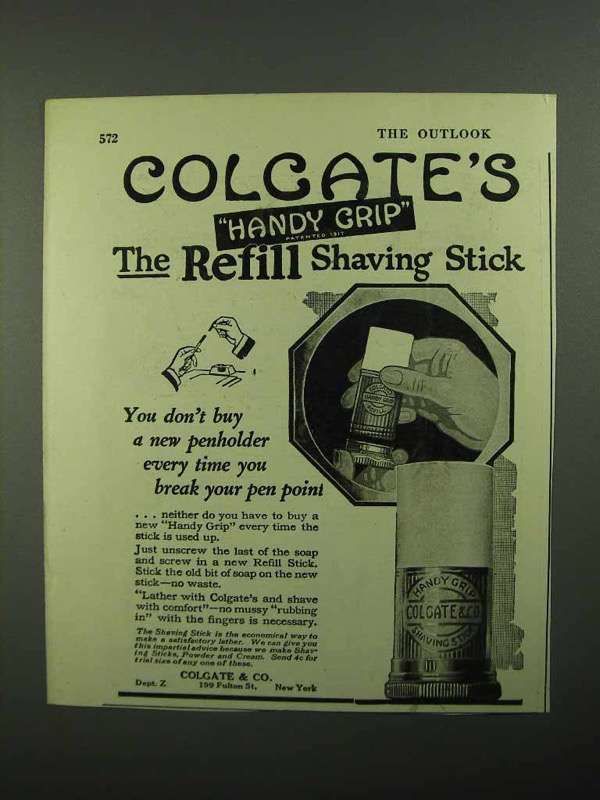 572 THE OUTLOOK
COLGATE'S
"HANDY GRIP"
PATENTED 1917
The Refill Shaving Stick
You don't buy
a new penholder
every time you
break your pen point
. . . neither do you have to buy a
new "Handy Grip" every time the
stick is used up.
Just unscrew the last of the soap
and screw in a new Refill Stick.
Stick the old bit of soap on the new
stick—no waste.
"Lather with Colgate's and shave
with comfort"—no mussy "rubbing
in" with the fingers is necessary.
The Shaving Stick is the economical way to
make a satisfactory lather. We can give you
this impartial advice because we make Shav-
ing Sticks, Powder and Cream. Send 4c for
trial size of any one of these.
COLGATE & CO.
Dept. Z 199 Fulton St, New York
COLGATE'S
HANDY GRIP
HANDY GRIP
COLGATE & CO.
SHAVING STICK